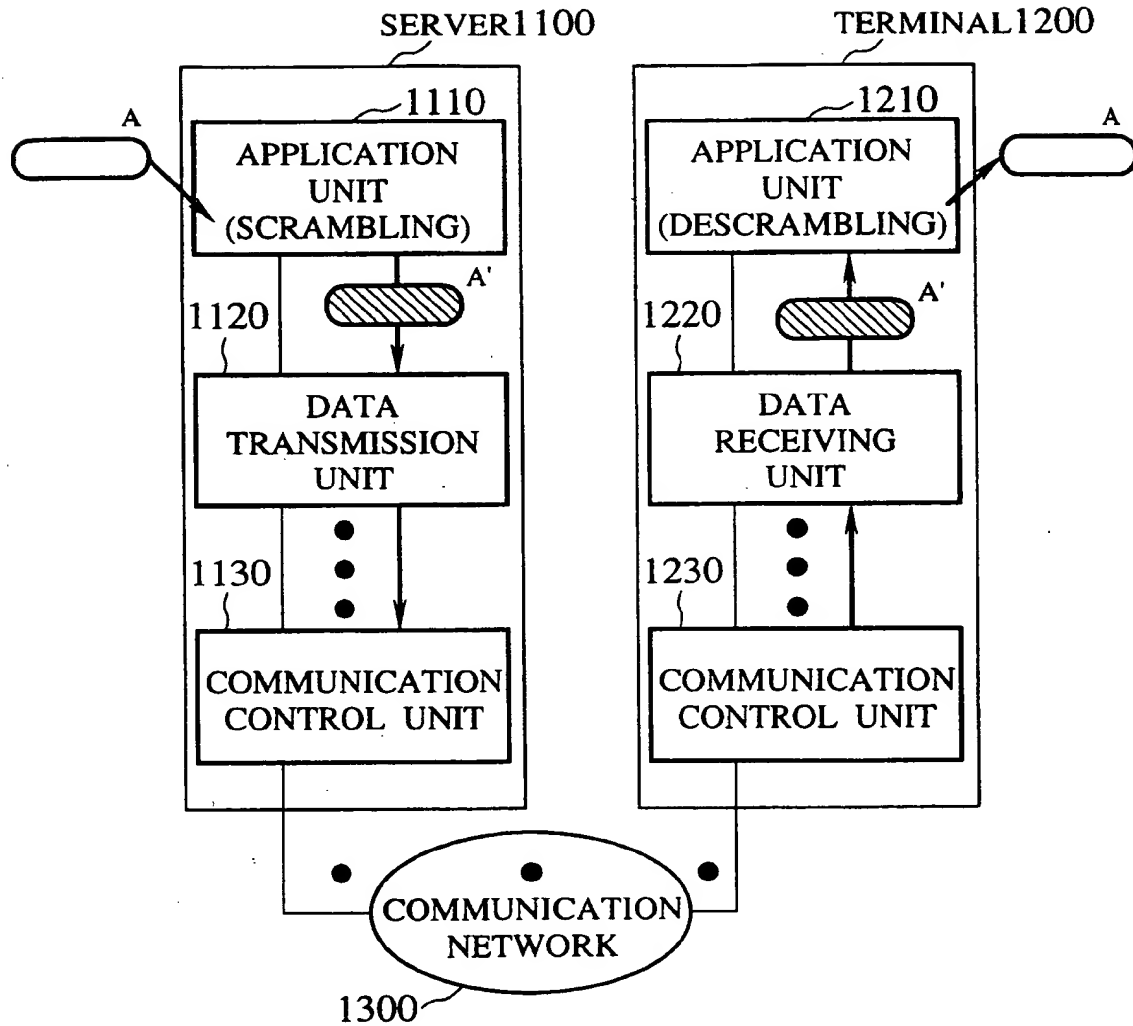 SERVER1100
TERMINAL1200
1110
1210
A
A
APPLICATION
UNIT
(SCRAMBLING)
APPLICATION
UNIT
(DESCRAMBLING)
A'
A'
1120
1220
DATA
TRANSMISSION
UNIT
DATA
RECEIVING
UNIT
1130
1230
COMMUNICATION
CONTROL UNIT
COMMUNICATION
CONTROL UNIT
COMMUNICATION
NETWORK
1300